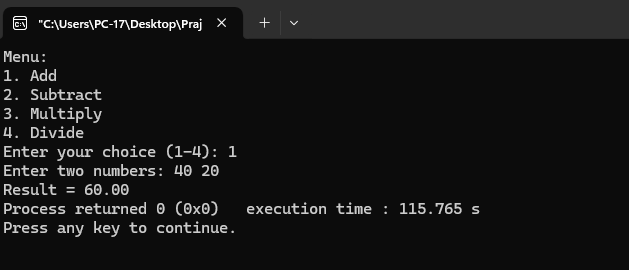 "C:\Users\PC-17\Desktop\Praj
Menu:
1. Add
2. Subtract
3. Multiply
4. Divide
Enter your choice (1-4): 1
Enter two numbers: 40 20
Result = 60.00
Process returned 0 (0x0)   execution time : 115.765 s
Press any key to continue.